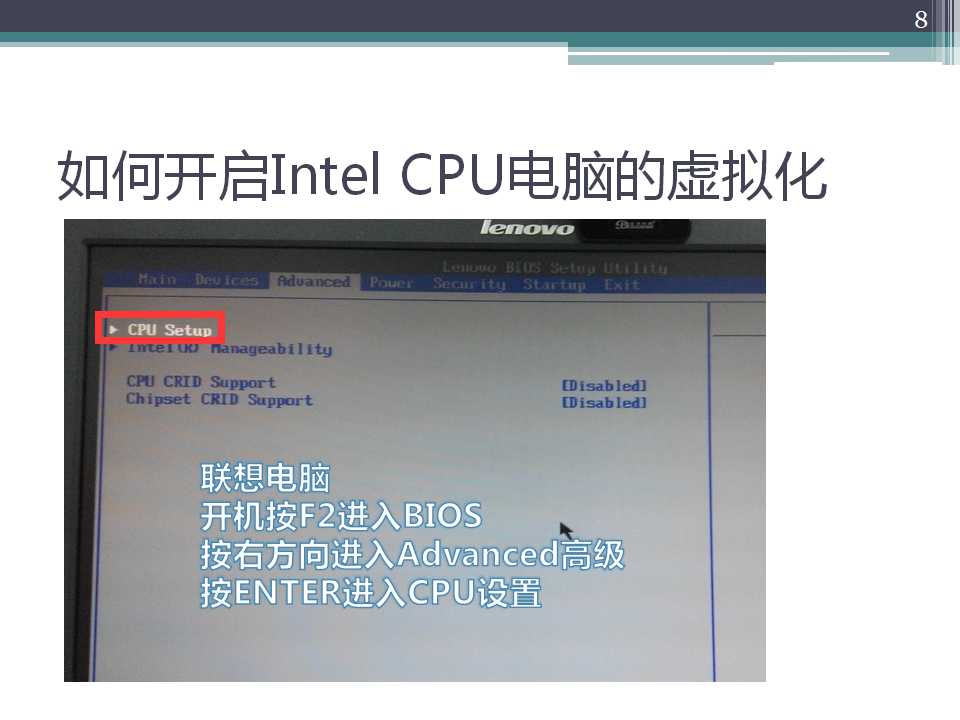 8
如何开启Intel CPU电脑的虚拟化
lenovo
Lenovo BIOS Setup Utility
Main Devices Advanced Power Security Startup Exit
CPU Setup
Intel(R) Manageability
CPU CRID Support [Disabled]
Chipset CRID Support [Disabled]
联想电脑
开机按F2进入BIOS
按右方向进入Advanced高级
按ENTER进入CPU设置